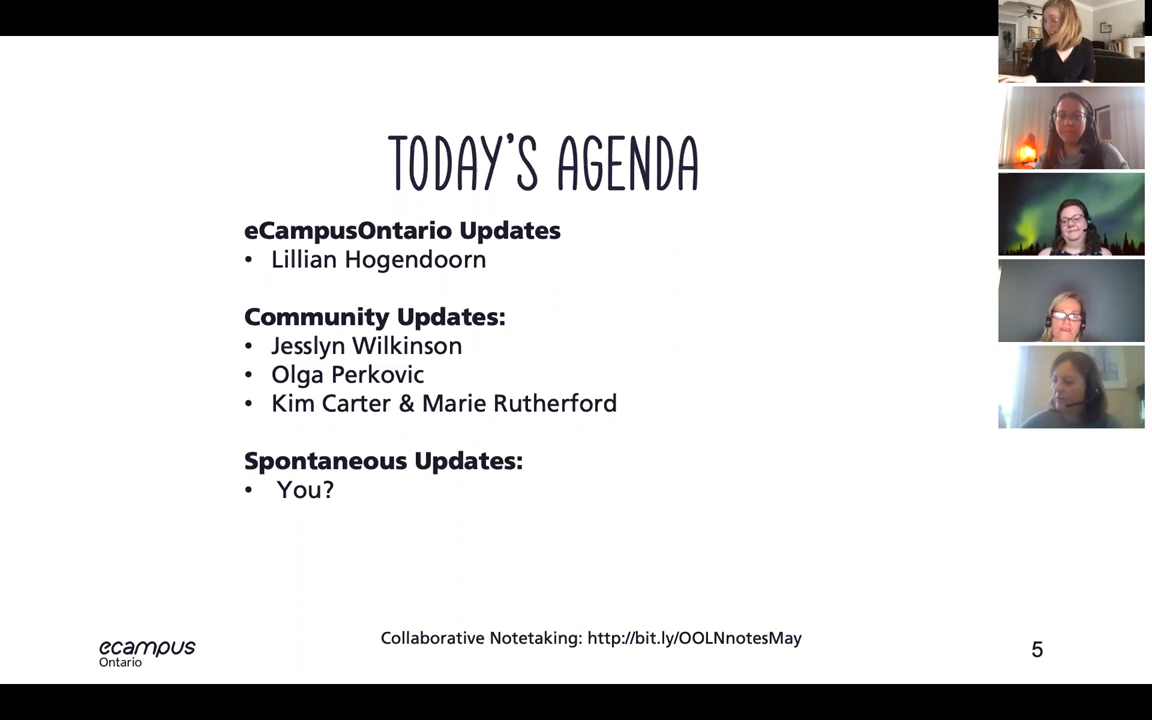 TODAY'S AGENDA
eCampusOntario Updates
• Lillian Hogendoorn
Community Updates:
• Jesslyn Wilkinson
• Olga Perkovic
• Kim Carter & Marie Rutherford
Spontaneous Updates:
• You?
Collaborative Notetaking: http://bit.ly/OOLNnotesMay
ecampus
Ontario
5